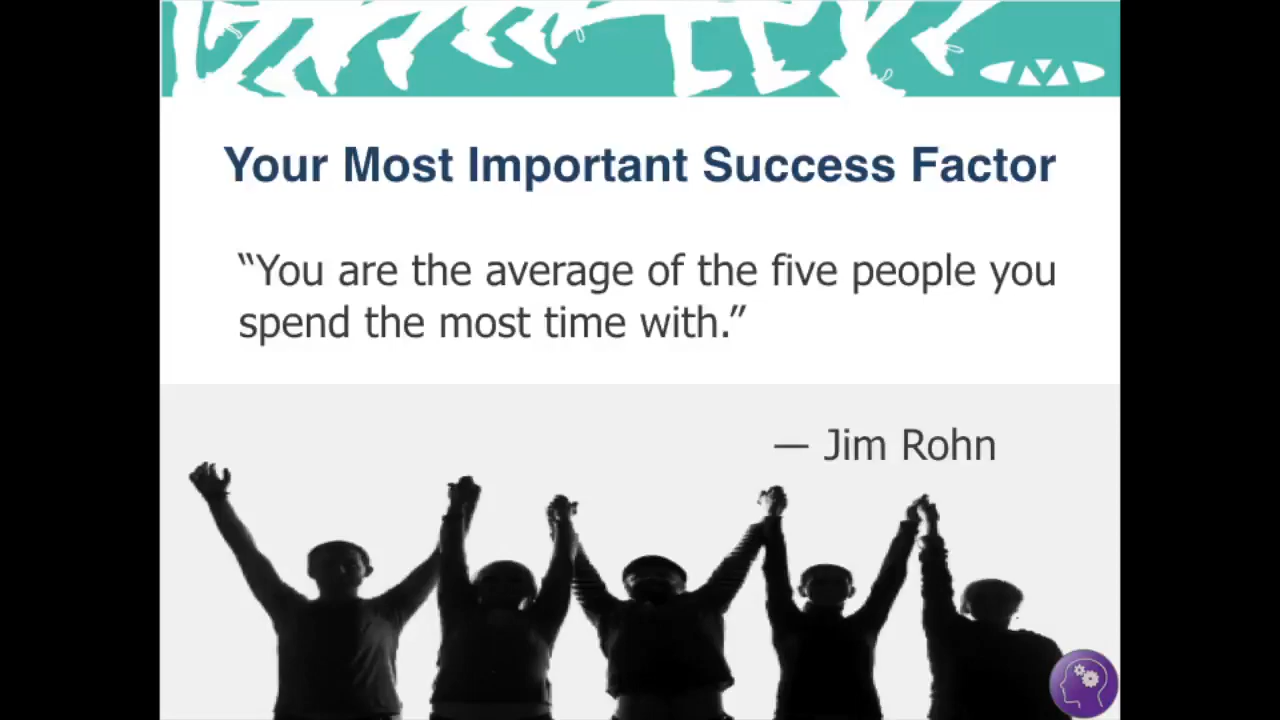 Your Most Important Success Factor
“You are the average of the five people you
spend the most time with.”
— Jim Rohn